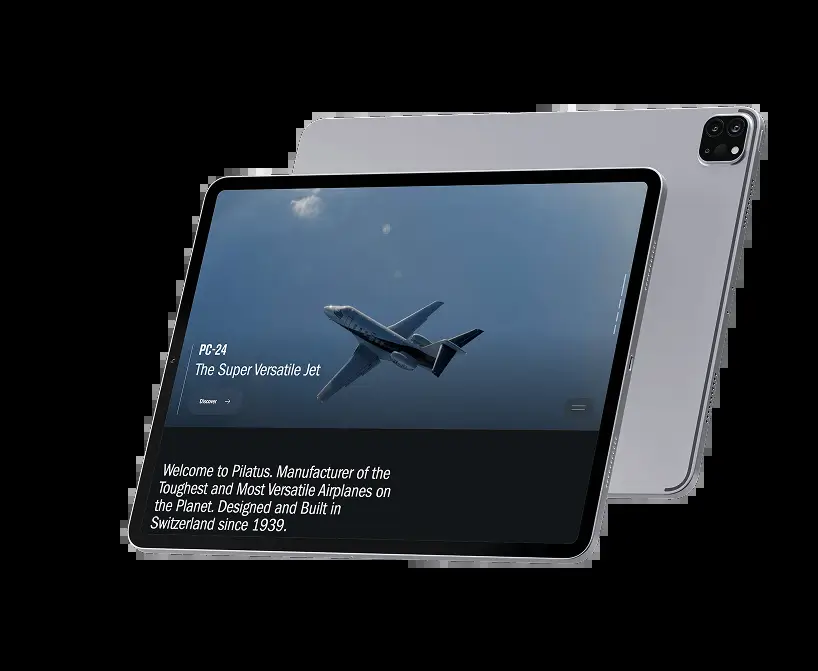 PC-24
The Super Versatile Jet
Discover →
Welcome to Pilatus. Manufacturer of the
Toughest and Most Versatile Airplanes on
the Planet. Designed and Built in
Switzerland since 1939.